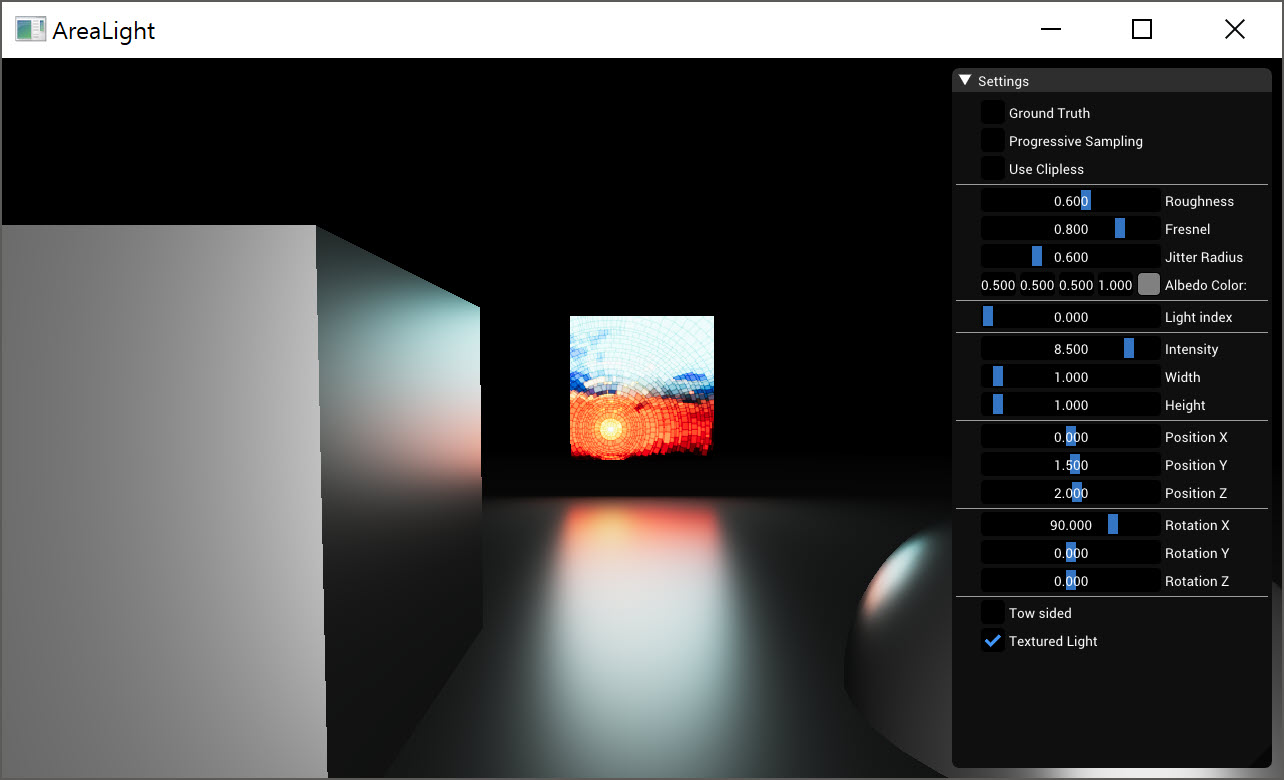 AreaLight
Settings
Ground Truth
Progressive Sampling
Use Clipless
0.600 Roughness
0.800 Fresnel
0.600 Jitter Radius
0.500 0.500 0.500 1.000 Albedo Color:
0.000 Light index
8.500 Intensity
1.000 Width
1.000 Height
0.000 Position X
1.500 Position Y
2.000 Position Z
90.000 Rotation X
0.000 Rotation Y
0.000 Rotation Z
Tow sided
Textured Light